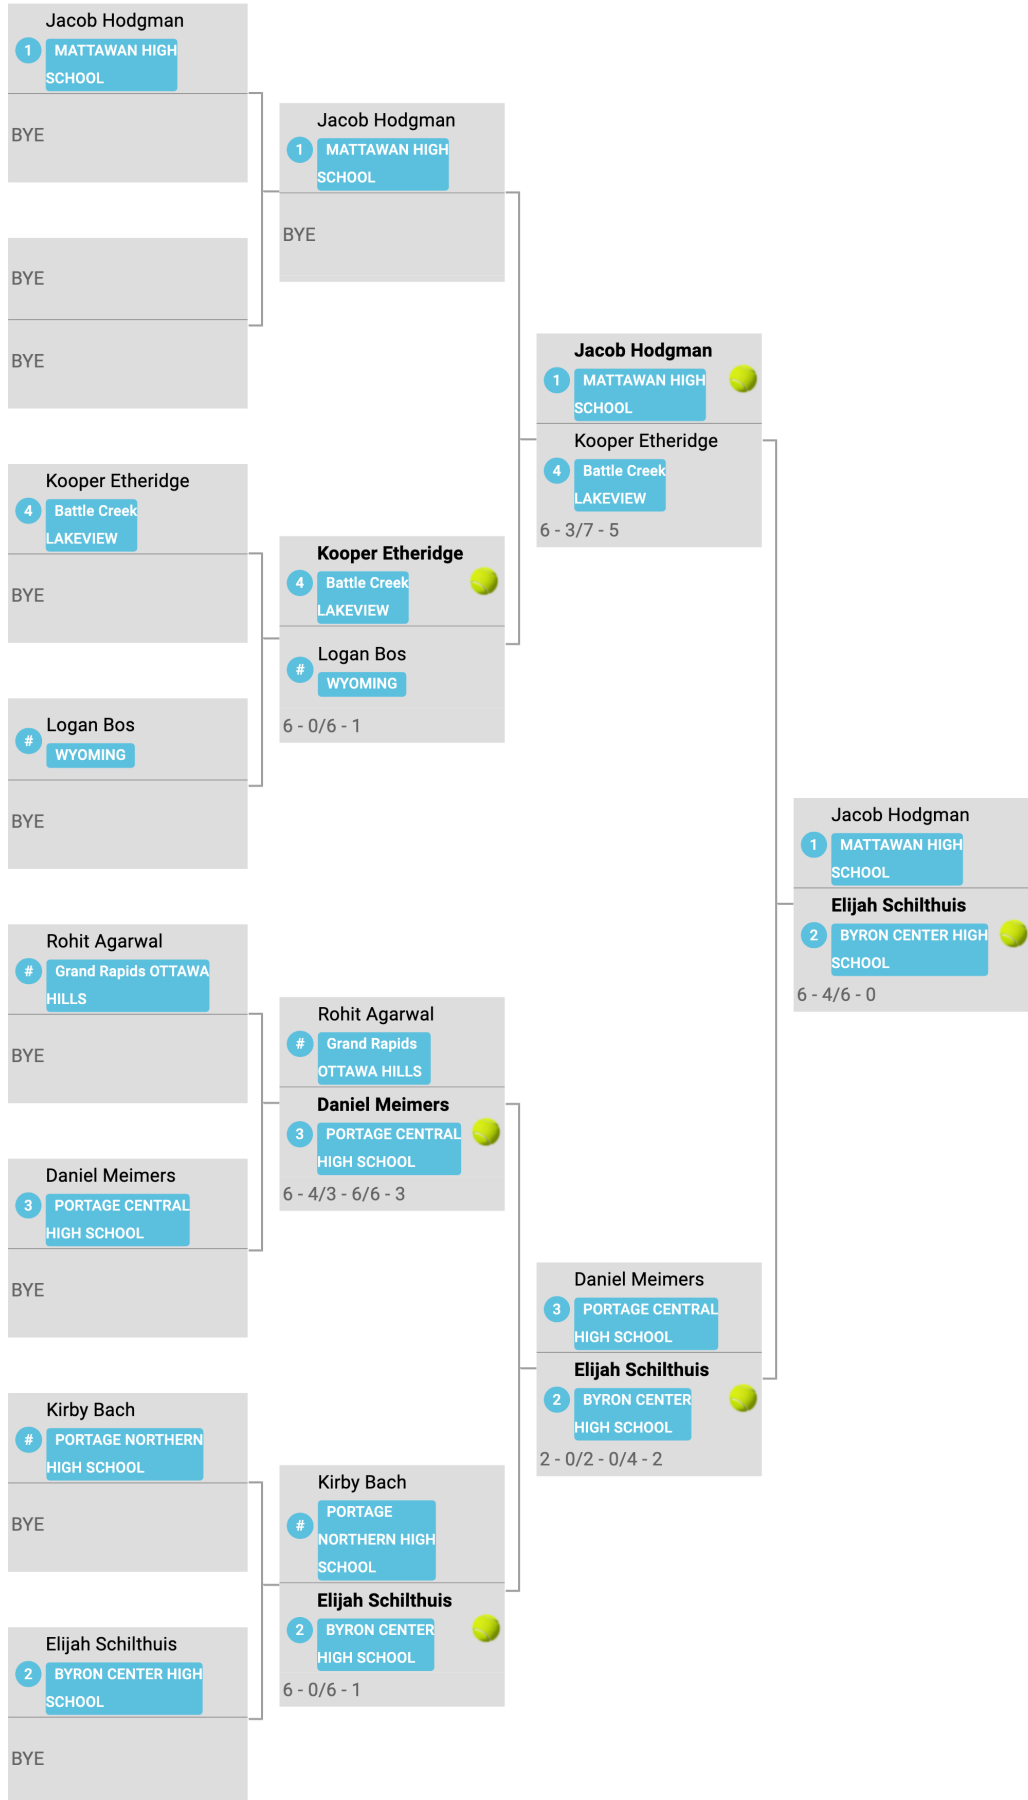 Jacob Hodgman
1
MATTAWAN HIGH
SCHOOL
BYE
BYE
BYE
Kooper Etheridge
4
Battle Creek
LAKEVIEW
BYE
Logan Bos
#
WYOMING
BYE
Rohit Agarwal
#
Grand Rapids OTTAWA
HILLS
BYE
Daniel Meimers
3
PORTAGE CENTRAL
HIGH SCHOOL
BYE
Kirby Bach
#
PORTAGE NORTHERN
HIGH SCHOOL
BYE
Elijah Schilthuis
2
BYRON CENTER HIGH
SCHOOL
BYE
Jacob Hodgman
1
MATTAWAN HIGH
SCHOOL
BYE
Kooper Etheridge
4
Battle Creek
LAKEVIEW
Logan Bos
#
WYOMING
6 - 0/6 - 1
Rohit Agarwal
#
Grand Rapids
OTTAWA HILLS
Daniel Meimers
3
PORTAGE CENTRAL
HIGH SCHOOL
6 - 4/3 - 6/6 - 3
Kirby Bach
#
PORTAGE
NORTHERN HIGH
SCHOOL
Elijah Schilthuis
2
BYRON CENTER
HIGH SCHOOL
6 - 0/6 - 1
Jacob Hodgman
1
MATTAWAN HIGH
SCHOOL
Kooper Etheridge
4
Battle Creek
LAKEVIEW
6 - 3/7 - 5
Daniel Meimers
3
PORTAGE CENTRAL
HIGH SCHOOL
Elijah Schilthuis
2
BYRON CENTER
HIGH SCHOOL
2 - 0/2 - 0/4 - 2
Jacob Hodgman
1
MATTAWAN HIGH
SCHOOL
Elijah Schilthuis
2
BYRON CENTER HIGH
SCHOOL
6 - 4/6 - 0